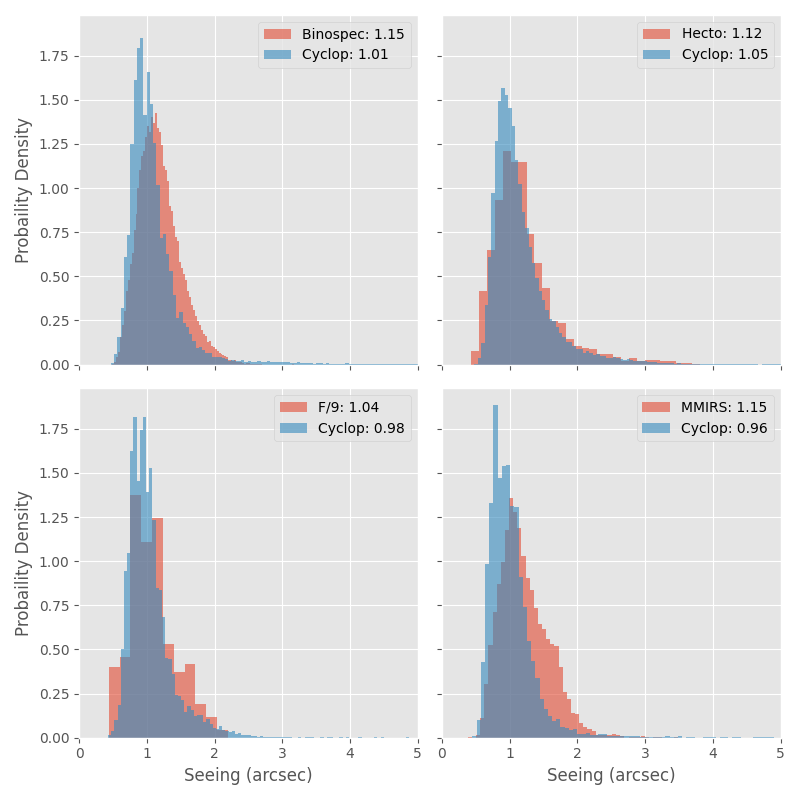 Binospec: 1.15
Cyclop: 1.01
Hecto: 1.12
Cyclop: 1.05
1.75
1.50
1.25
1.00
0.75
0.50
0.25
0.00
Probaility Density
F/9: 1.04
Cyclop: 0.98
MMIRS: 1.15
Cyclop: 0.96
1.75
1.50
1.25
1.00
0.75
0.50
0.25
0.00
Probaility Density
0 1 2 3 4 5
0 1 2 3 4 5
Seeing (arcsec)
Seeing (arcsec)